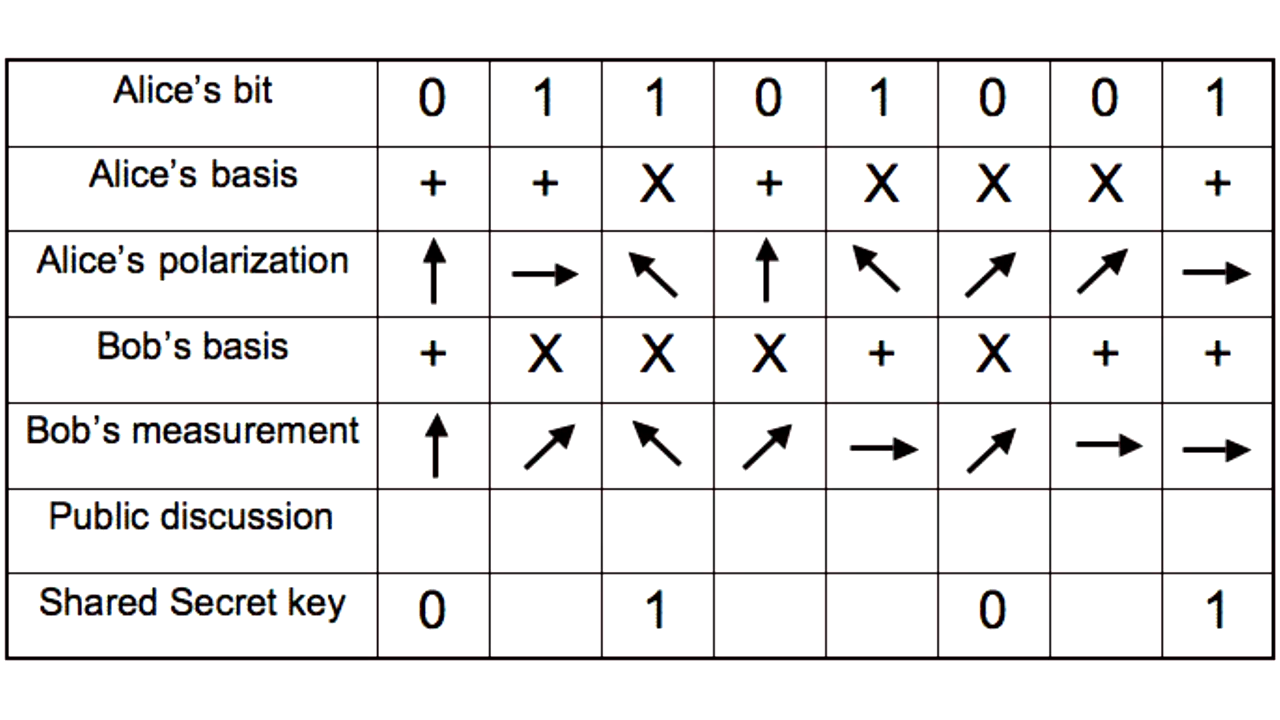 Alice’s bit 0 1 1 0 1 0 0 1
Alice’s basis + + X + X X X +
Alice’s polarization ↑ → ↖ ↑ ↖ ↗ ↗ →
Bob’s basis + X X X + X + +
Bob’s measurement ↑ ↗ ↖ ↗ → ↗ → →
Public discussion
Shared Secret key 0 1 0 1